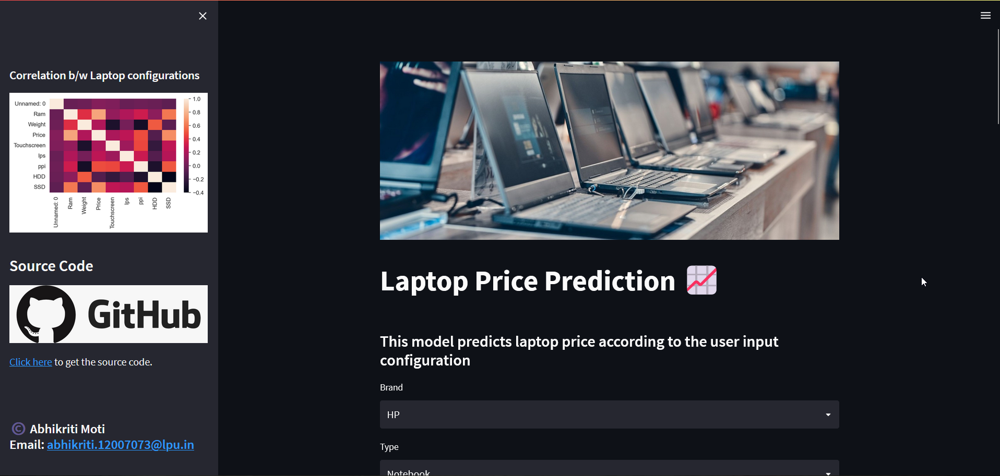 Correlation b/w Laptop configurations
Unnamed: 0
Ram
Weight
Price
Touchscreen
Ips
ppi
HDD
SSD
1.0
0.8
0.6
0.4
0.2
0.0
−0.2
−0.4
Unnamed: 0
Ram
Weight
Price
Touchscreen
Ips
ppi
HDD
SSD
Source Code
GitHub
Click here to get the source code.
© Abhikriti Moti
Email: abhikriti.12007073@lpu.in
Laptop Price Prediction
This model predicts laptop price according to the user input
configuration
Brand
HP
Type
Notebook